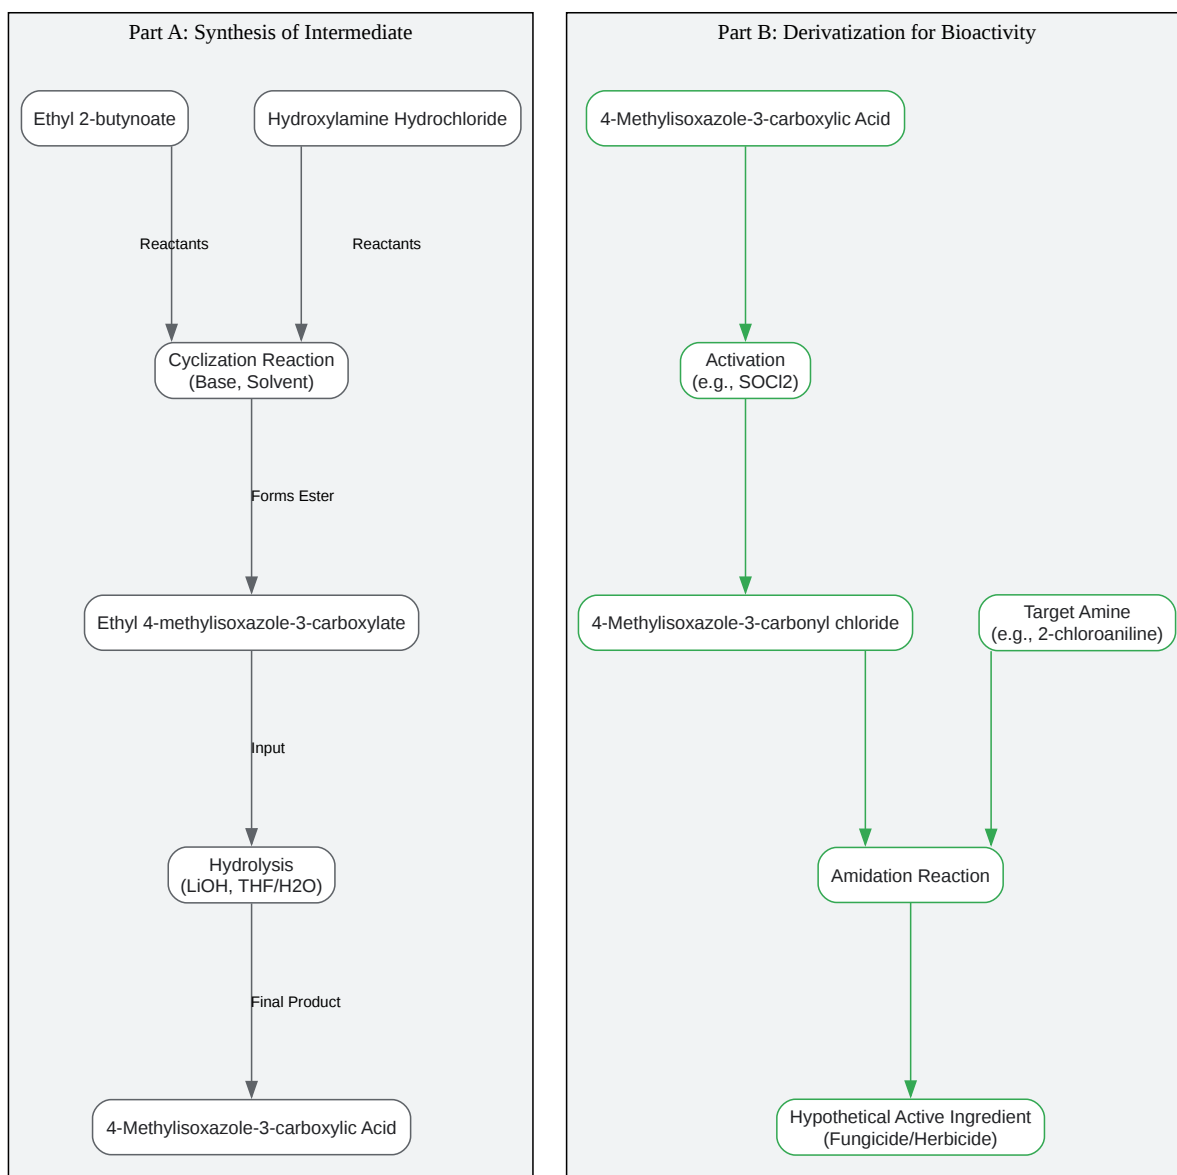 Part A: Synthesis of Intermediate
Ethyl 2-butynoate
Hydroxylamine Hydrochloride
Reactants
Reactants
Cyclization Reaction
(Base, Solvent)
Forms Ester
Ethyl 4-methylisoxazole-3-carboxylate
Input
Hydrolysis
(LiOH, THF/H2O)
Final Product
4-Methylisoxazole-3-carboxylic Acid
Part B: Derivatization for Bioactivity
4-Methylisoxazole-3-carboxylic Acid
Activation
(e.g., SOCl2)
4-Methylisoxazole-3-carbonyl chloride
Target Amine
(e.g., 2-chloroaniline)
Amidation Reaction
Hypothetical Active Ingredient
(Fungicide/Herbicide)